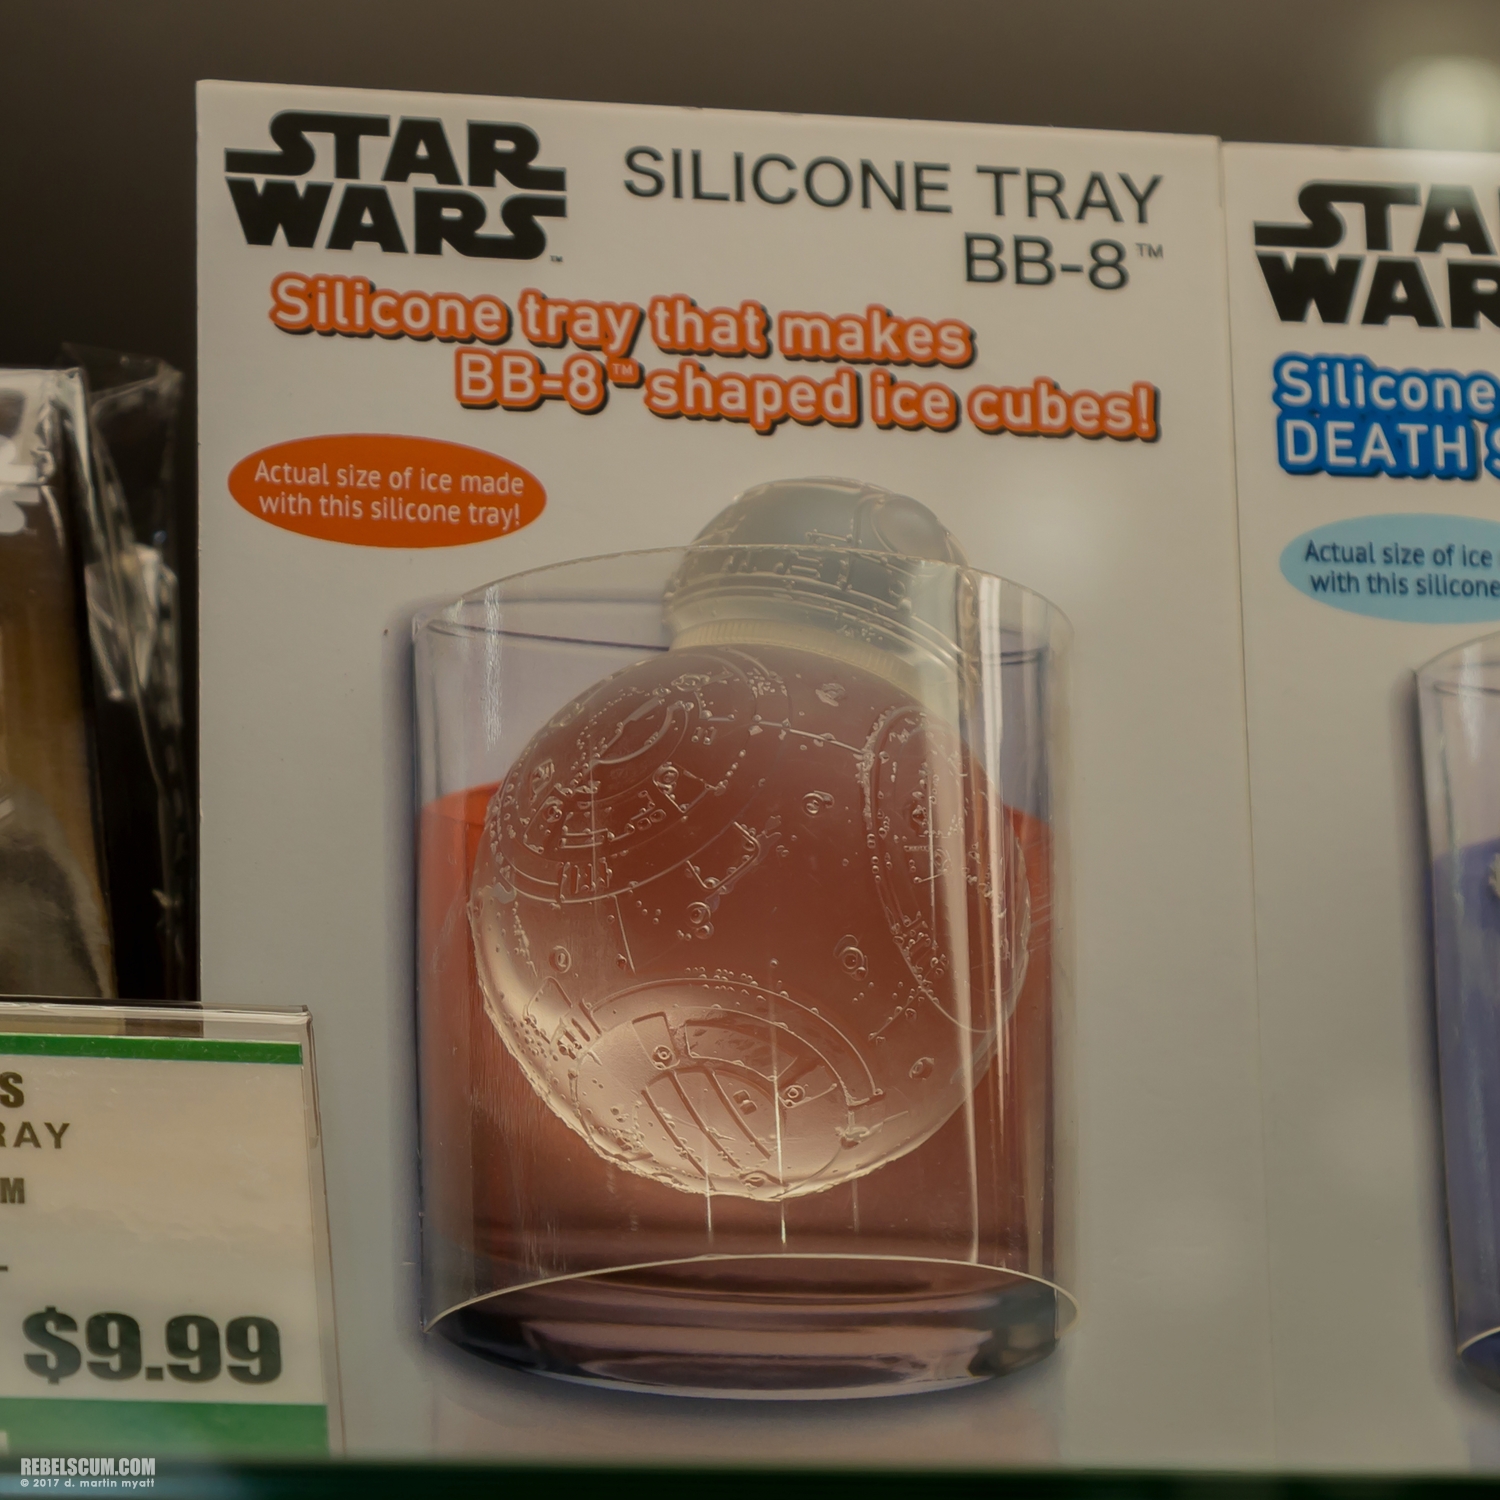 STAR
WARS™
SILICONE TRAY
BB-8™
Silicone tray that makes
BB-8™ shaped ice cubes!
Actual size of ice made
with this silicone tray!
STA
WAR
Silicone
DEATH S
Actual size of ice
with this silicone
S
RAY
M
$9.99
REBELSCUM.COM
© 2017 d. martin myatt